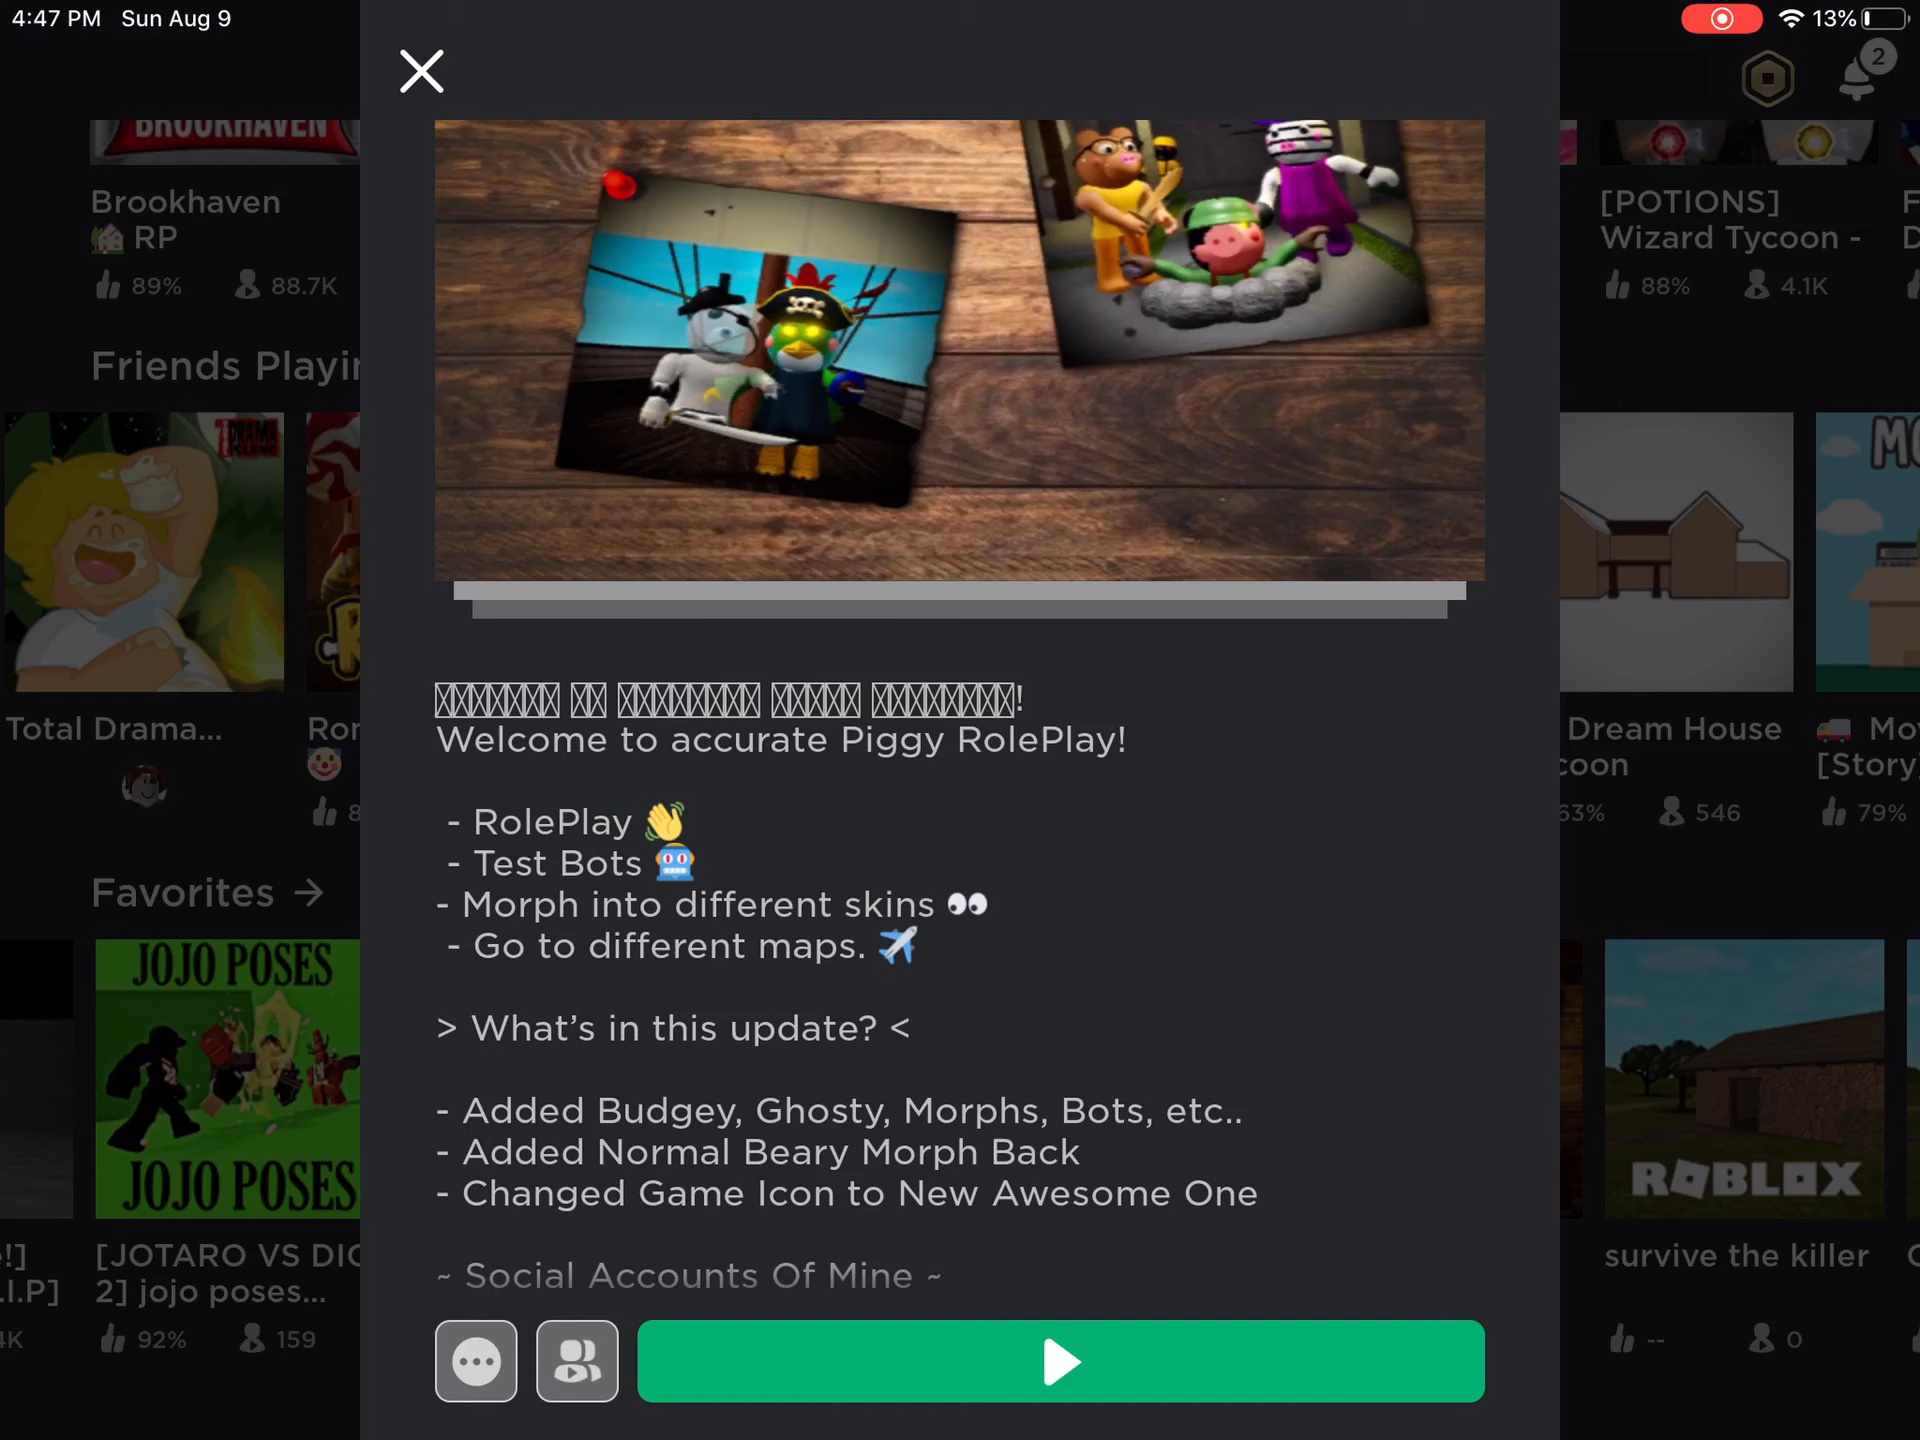 4:47 PM Sun Aug 9
13%
2
BROOKHAVEN
Brookhaven
RP
89% 88.7K
[POTIONS]
Wizard Tycoon -
88% 4.1K
Friends Playin
Total Drama...
Dream House
546
79%
[Story
Favorites →
JOJO POSES
JOJO POSES
[JOTARO VS DIO
2] jojo poses...
92% 159
ROBLOX
survive the killer
-- 0
Welcome to accurate Piggy RolePlay!
- RolePlay 👋
- Test Bots 🤖
- Morph into different skins 👀
- Go to different maps. ✈️
> What’s in this update? <
- Added Budgey, Ghosty, Morphs, Bots, etc..
- Added Normal Beary Morph Back
- Changed Game Icon to New Awesome One
~ Social Accounts Of Mine ~